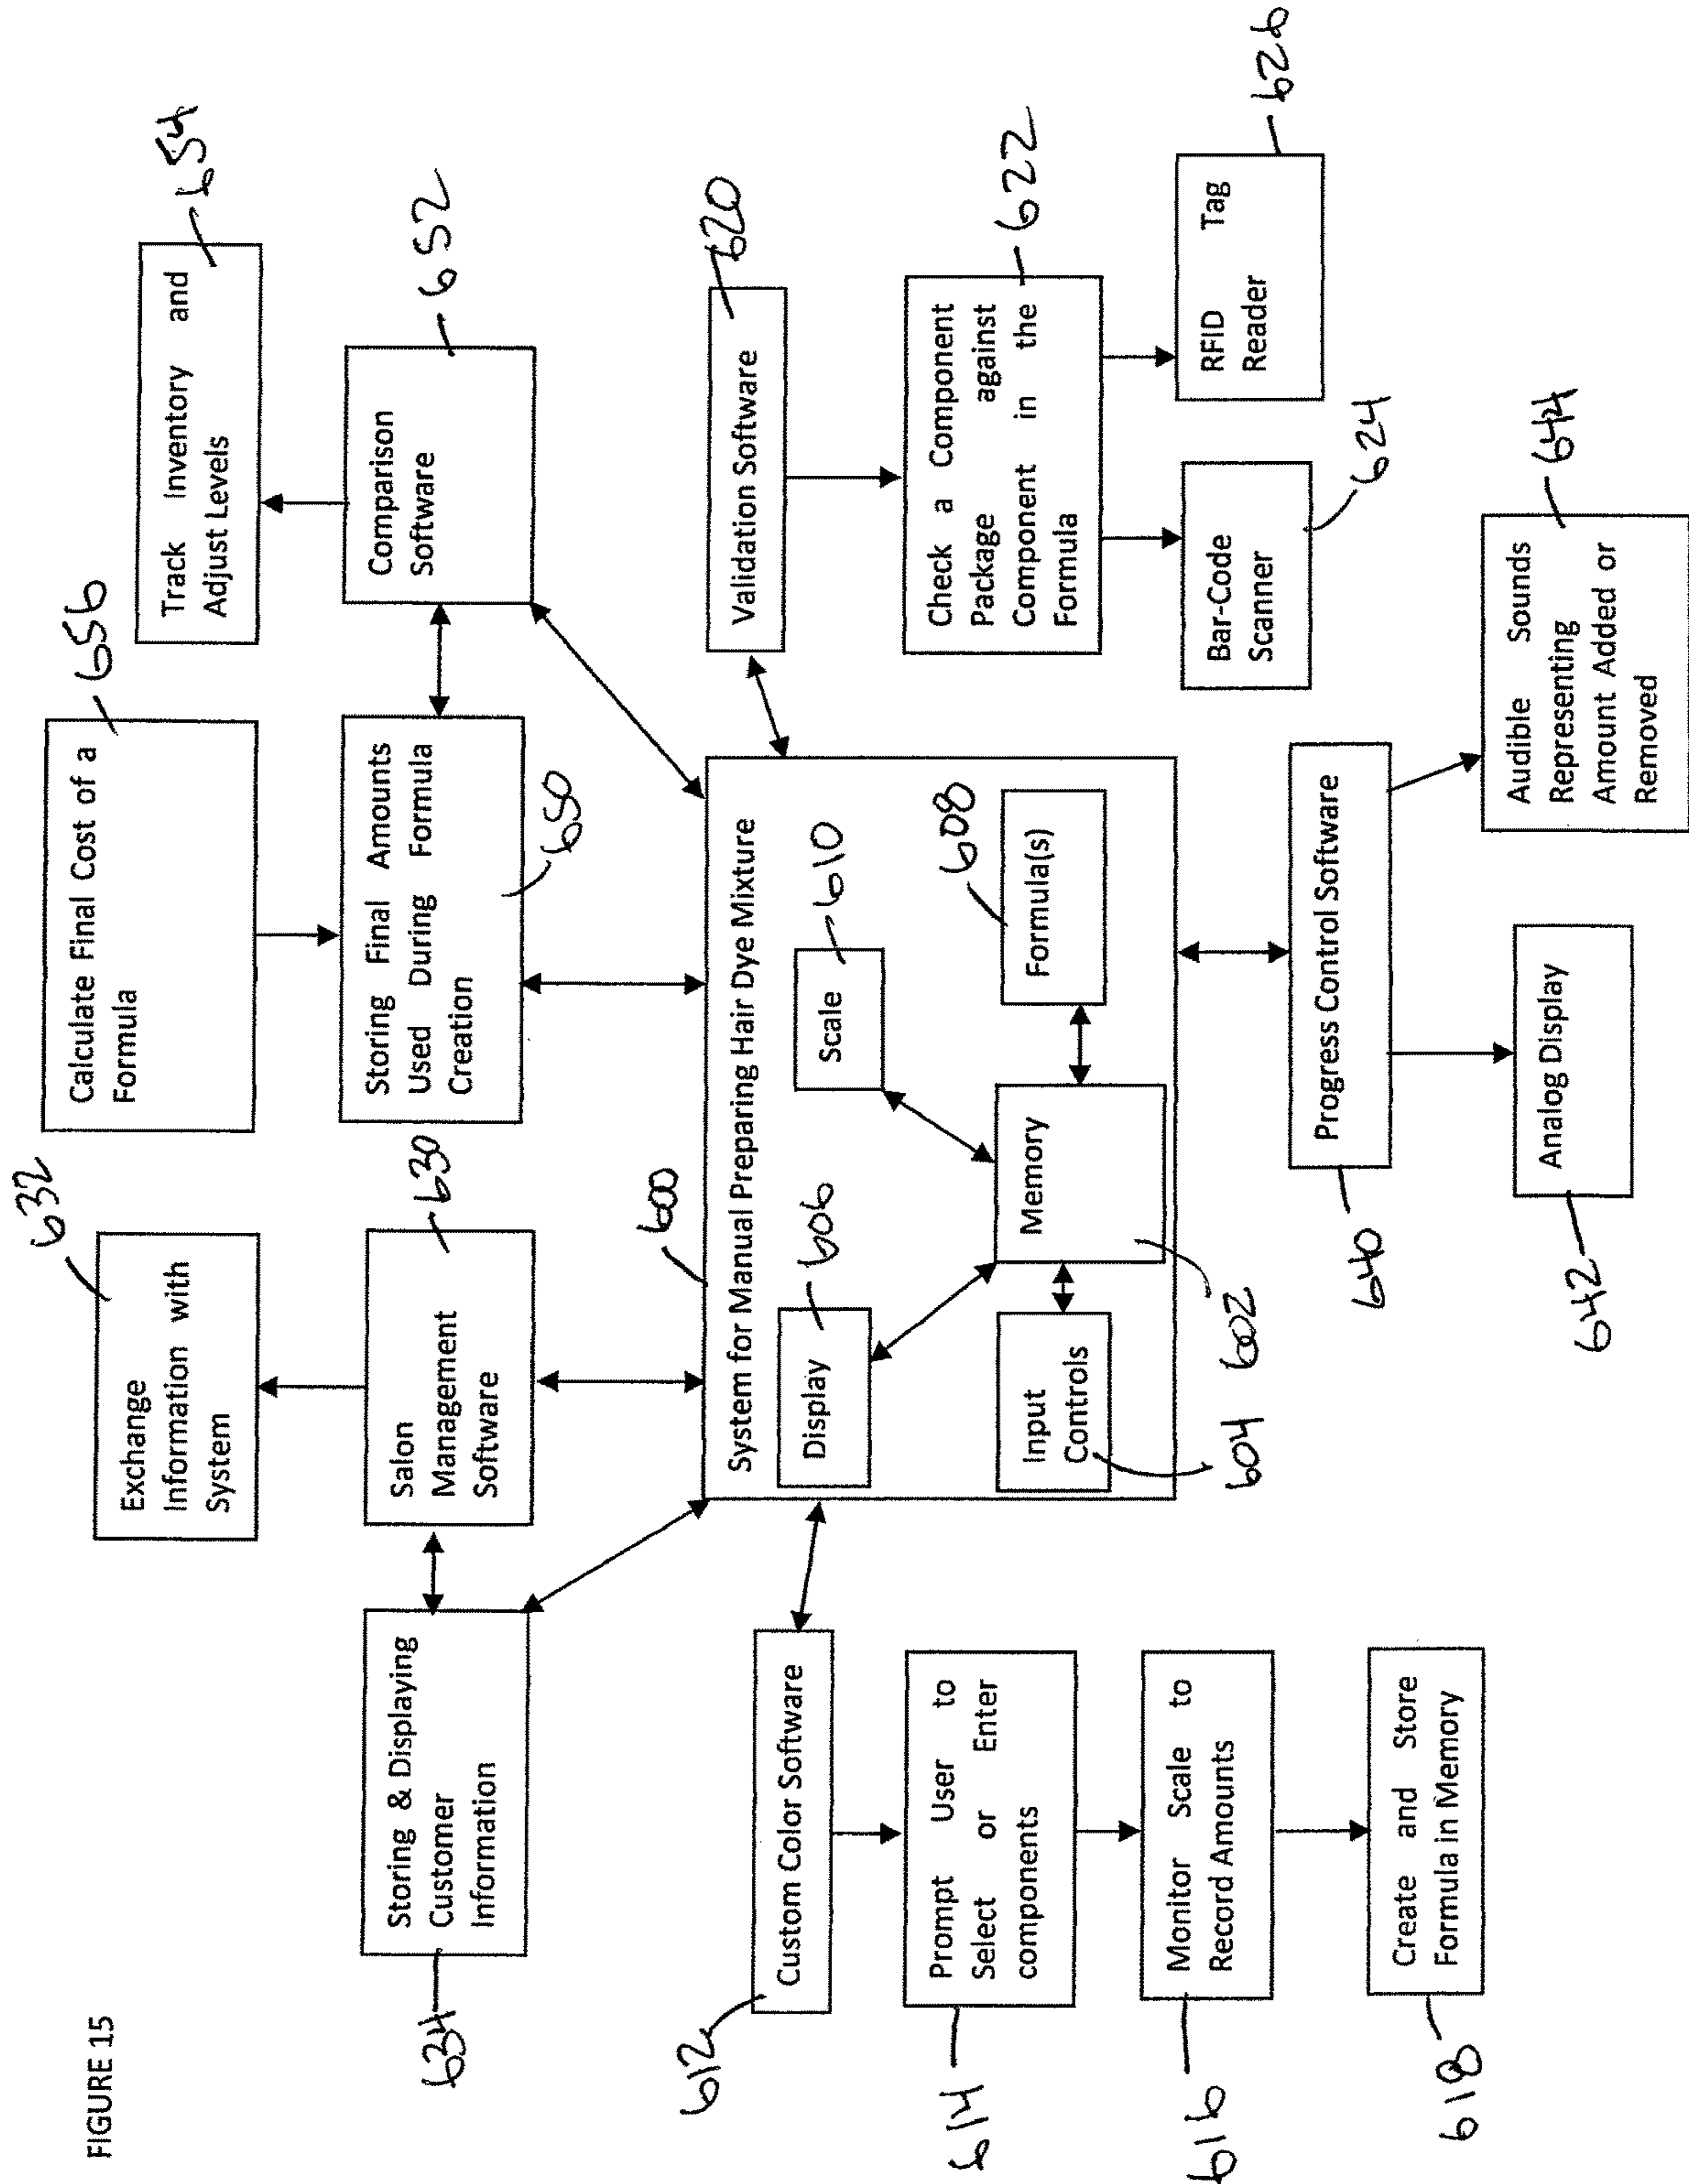 FIGURE 15
632
Exchange
Information with
System
656
Calculate Final Cost of a
Formula
654
Track Inventory and
Adjust Levels
634
Storing & Displaying
Customer
Information
630
Salon
Management
Software
650
Storing Final Amounts
Used During Formula
Creation
652
Comparison
Software
600
System for Manual Preparing Hair Dye Mixture
Display
606
Scale
610
Input
Controls
604
Memory
602
Formula(s)
608
612
Custom Color Software
614
Prompt User to
Select or Enter
components
616
Monitor Scale to
Record Amounts
618
Create and Store
Formula in Memory
620
Validation Software
622
Check a Component
Package against
Component in the
Formula
Bar-Code
Scanner
624
RFID Tag
Reader
626
640
Progress Control Software
642
Analog Display
644
Audible Sounds
Representing
Amount Added or
Removed